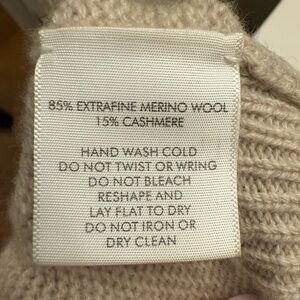 85% EXTRAFINE MERINO WOOL
15% CASHMERE
HAND WASH COLD
DO NOT TWIST OR WRING
DO NOT BLEACH
RESHAPE AND
LAY FLAT TO DRY
DO NOT IRON OR
DRY CLEAN